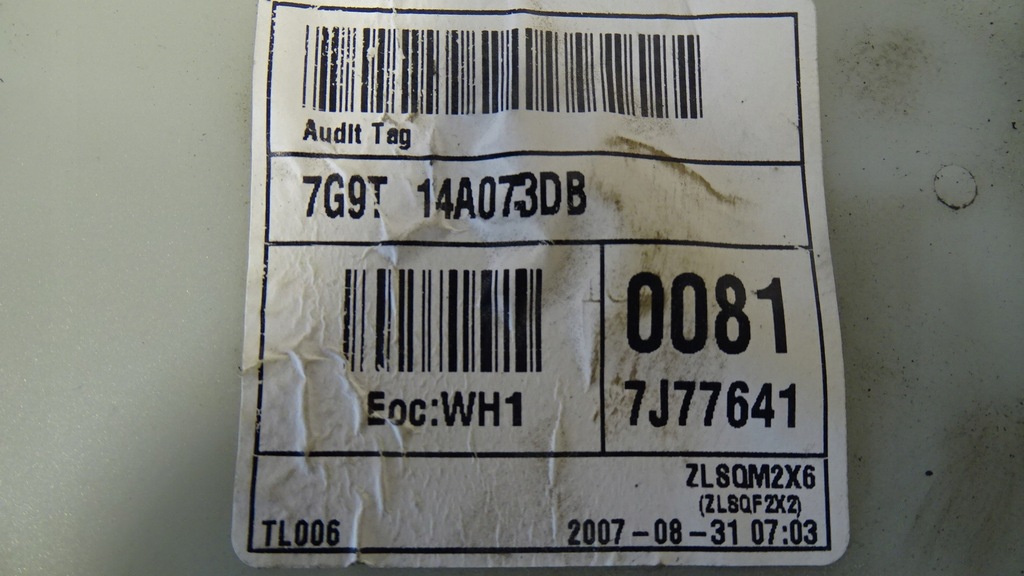 Audit Tag
7G9T 14A073DB
0081
Eoc:WH1
7J77641
ZLSQM2X6
(ZLSQF2X2)
TL006
2007-08-31 07:03